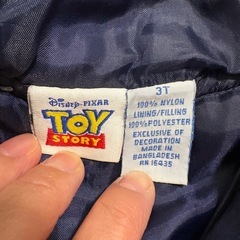 Disney · PIXAR
TOY
STORY
3T
100% NYLON
LINING/FILLING
100% POLYESTER
EXCLUSIVE OF
DECORATION
MADE IN
BANGLADESH
RN 16435